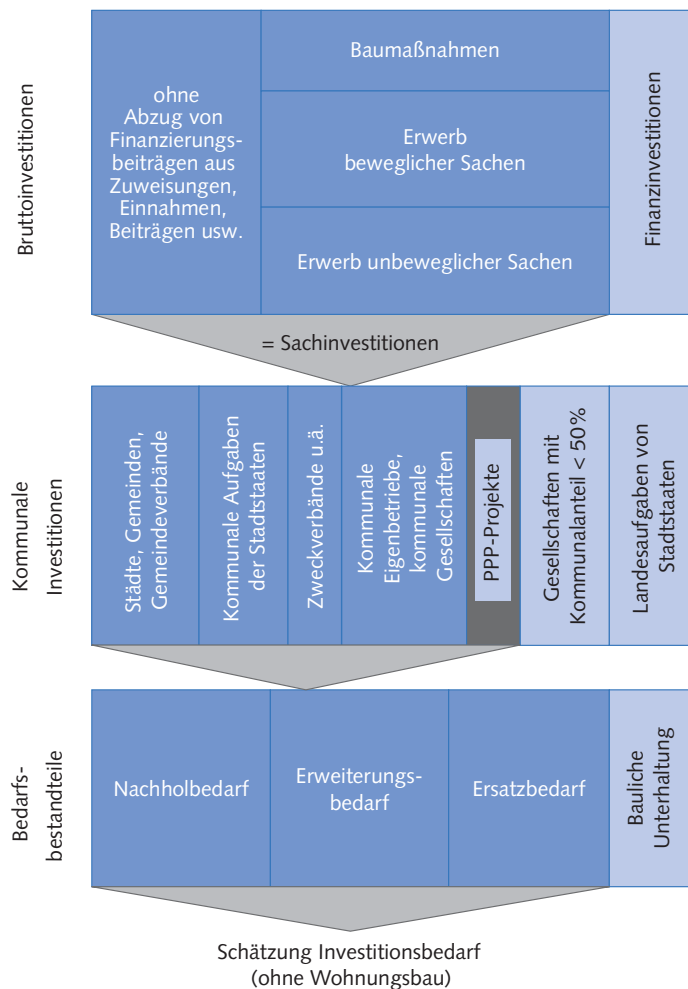 Bruttoinvestitionen
ohne
Abzug von
Finanzierungs-
beiträgen aus
Zuweisungen,
Einnahmen,
Beiträgen usw.
Baumaßnahmen
Erwerb
beweglicher Sachen
Erwerb unbeweglicher Sachen
Finanzinvestitionen
= Sachinvestitionen
Kommunale
Investitionen
Städte, Gemeinden,
Gemeindeverbände
Kommunale Aufgaben
der Stadtstaaten
Zweckverbände u.ä.
Kommunale
Eigenbetriebe,
kommunale
Gesellschaften
PPP-Projekte
Gesellschaften mit
Kommunalanteil < 50%
Landesaufgaben von
Stadtstaaten
Bedarfs-
bestandteile
Nachholbedarf
Erweiterungs-
bedarf
Ersatzbedarf
Bauliche
Unterhaltung
Schätzung Investitionsbedarf
(ohne Wohnungsbau)